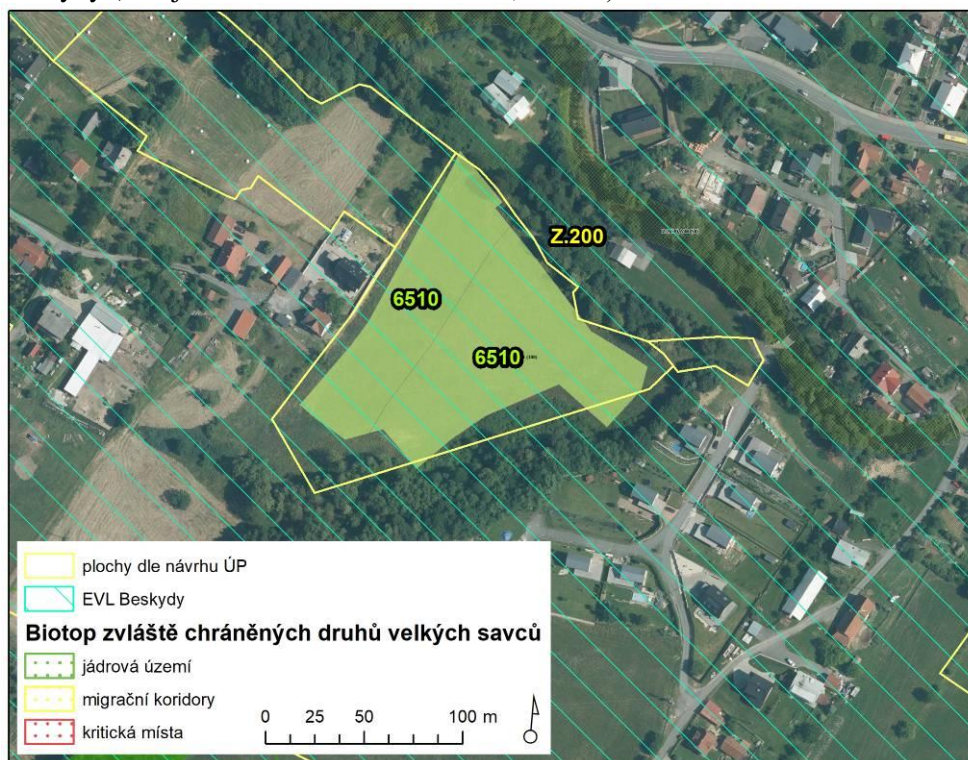 Z.200
6510
6510
plochy dle návrhu ÚP
EVL Beskydy
Biotop zvláště chráněných druhů velkých savců
jádrová území
migrační koridory
kritická místa
0 25 50 100 m